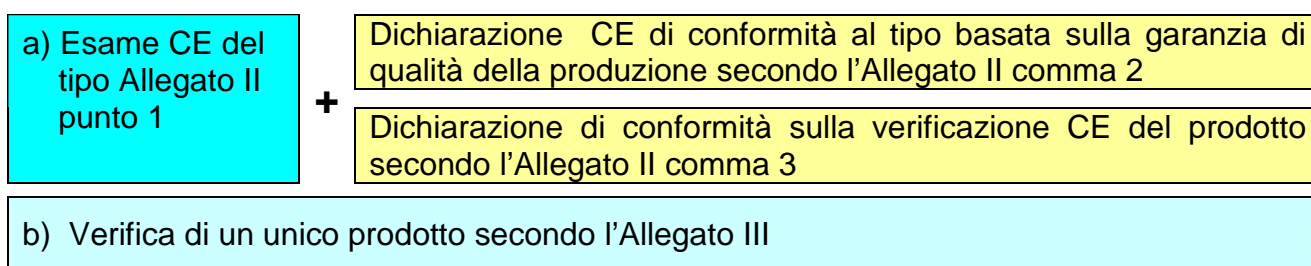 a) Esame CE del
tipo Allegato II
punto 1
+
Dichiarazione CE di conformità al tipo basata sulla garanzia di
qualità della produzione secondo l'Allegato II comma 2
Dichiarazione di conformità sulla verificazione CE del prodotto
secondo l'Allegato II comma 3
b) Verifica di un unico prodotto secondo l'Allegato III